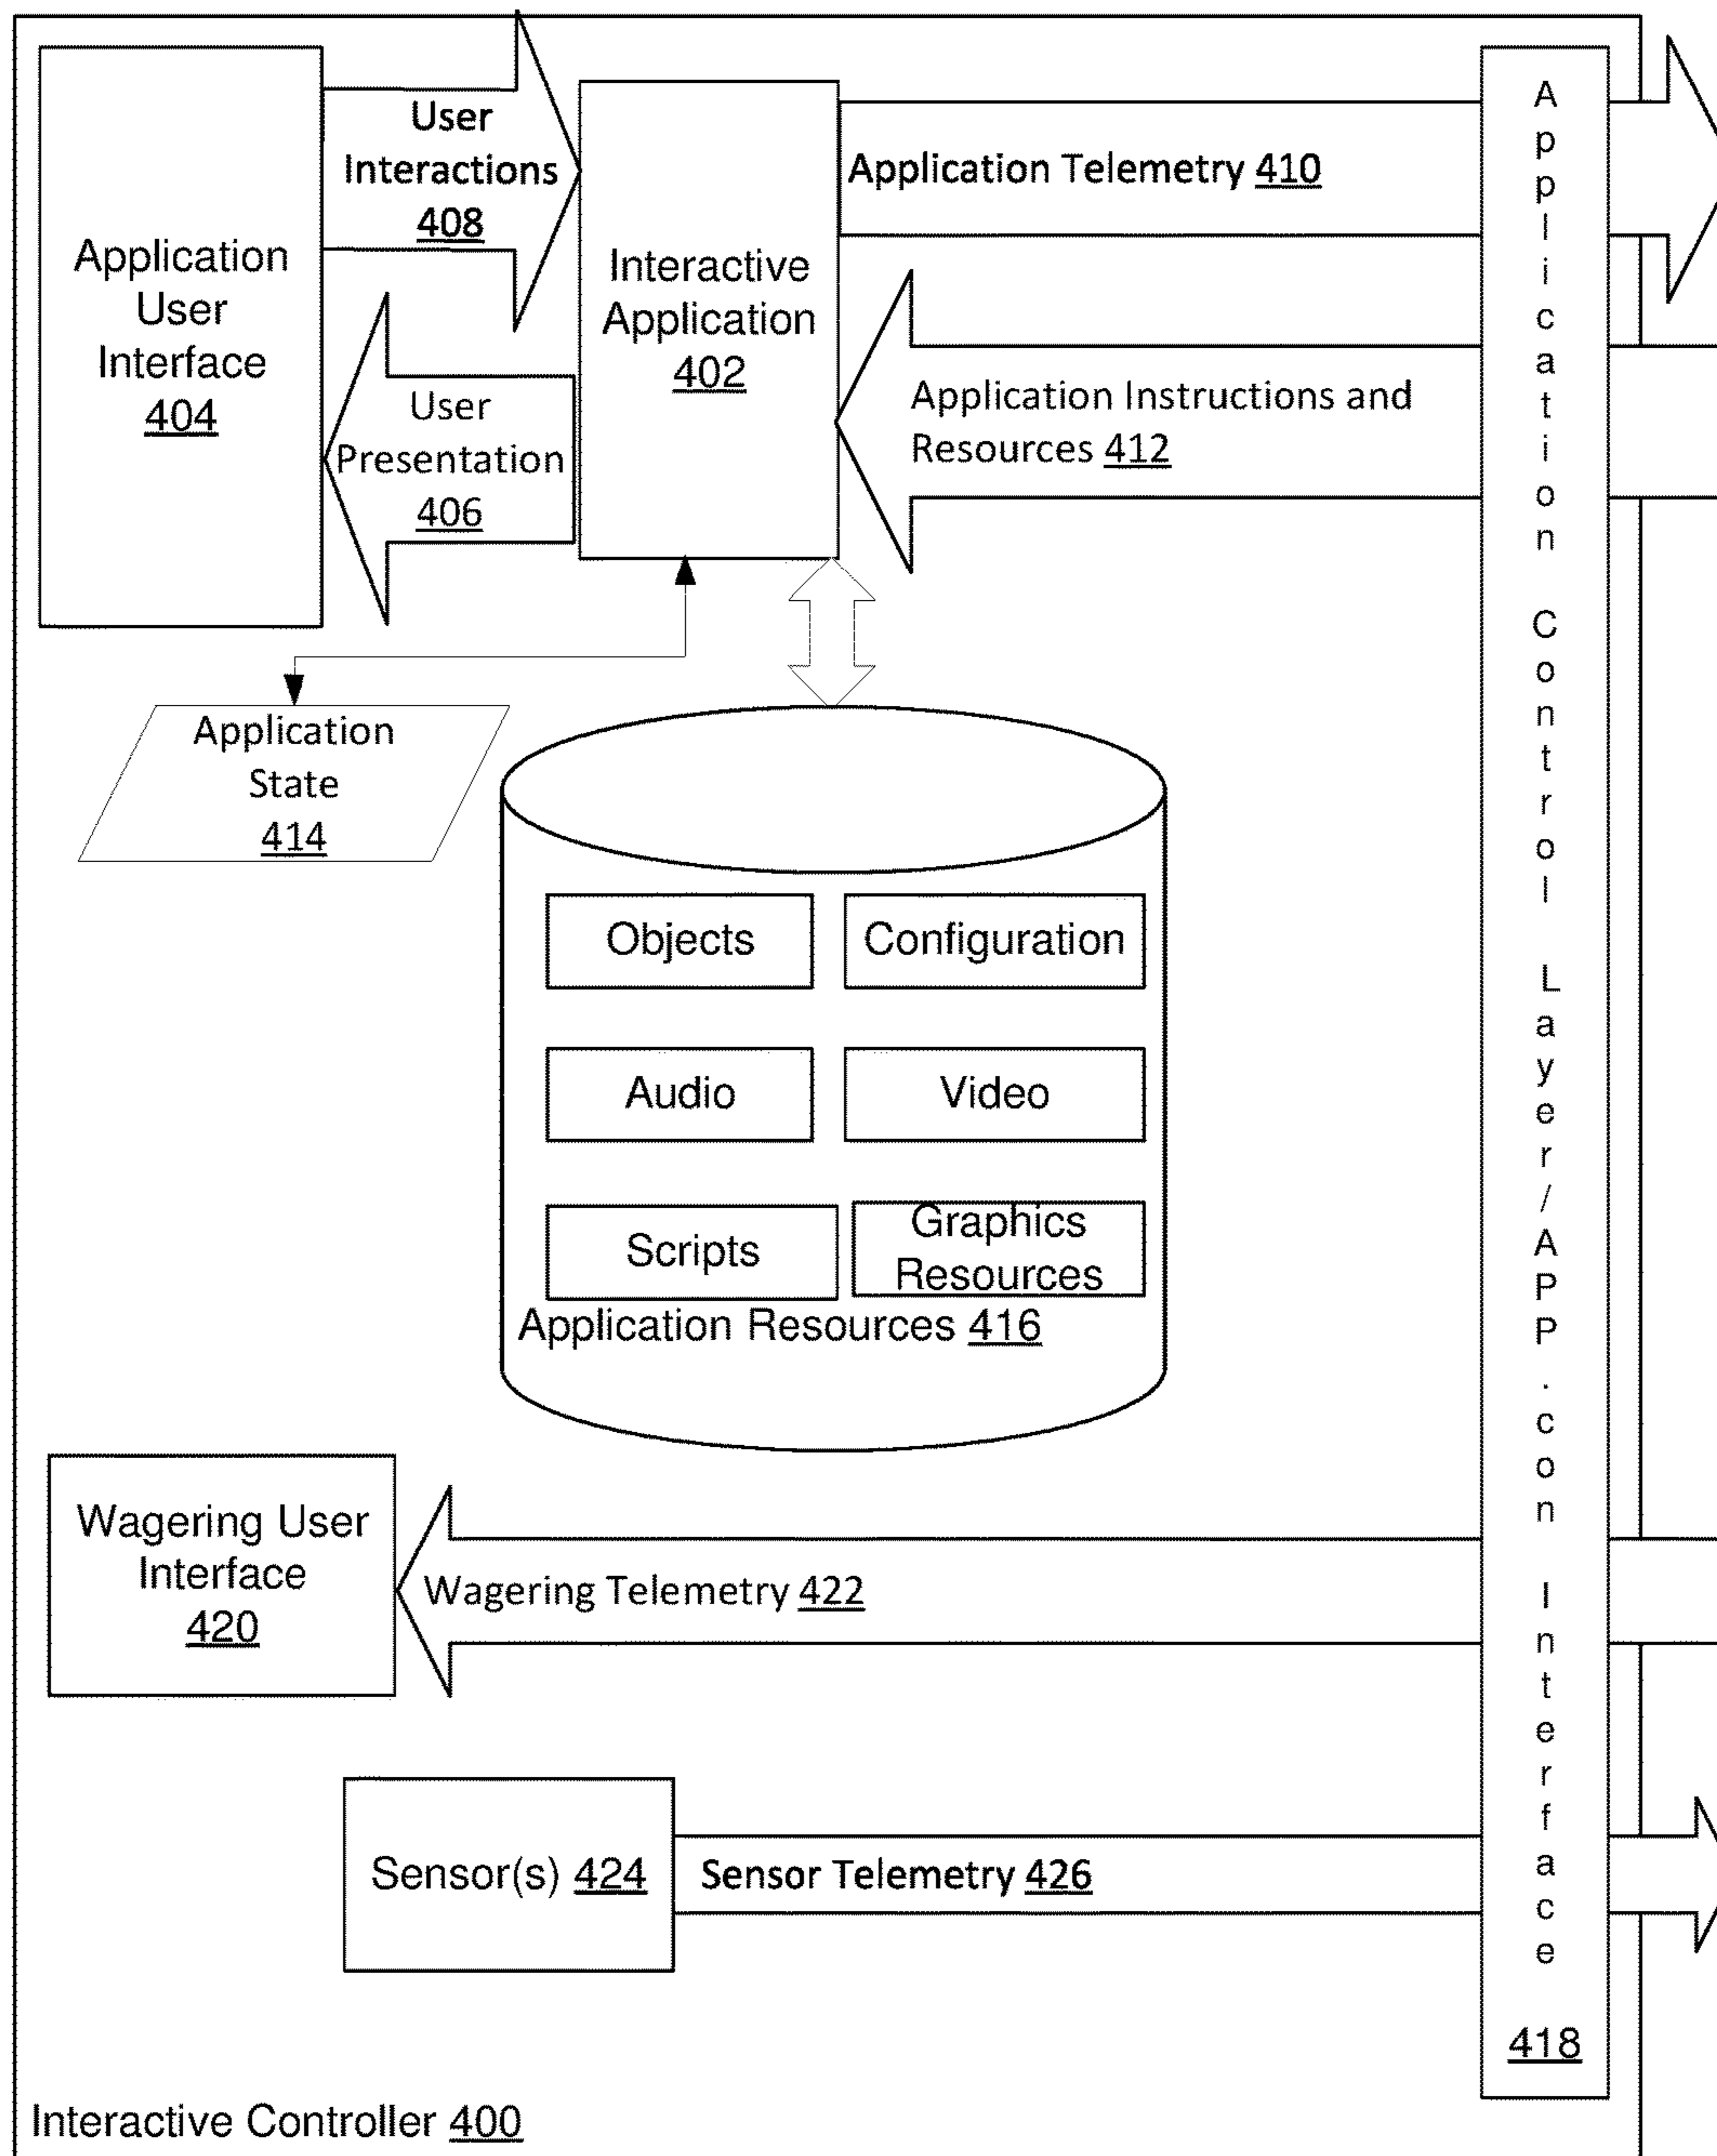 Application
User
Interface
404
User
Interactions
408
User
Presentation
406
Interactive
Application
402
Application Telemetry 410
Application Instructions and
Resources 412
Application State
414
Objects
Configuration
Audio
Video
Scripts
Graphics
Resources
Application Resources 416
Wagering User
Interface
420
Wagering Telemetry 422
Sensor(s) 424
Sensor Telemetry 426
Application Control Layer/APP.con Interface
418
Interactive Controller 400